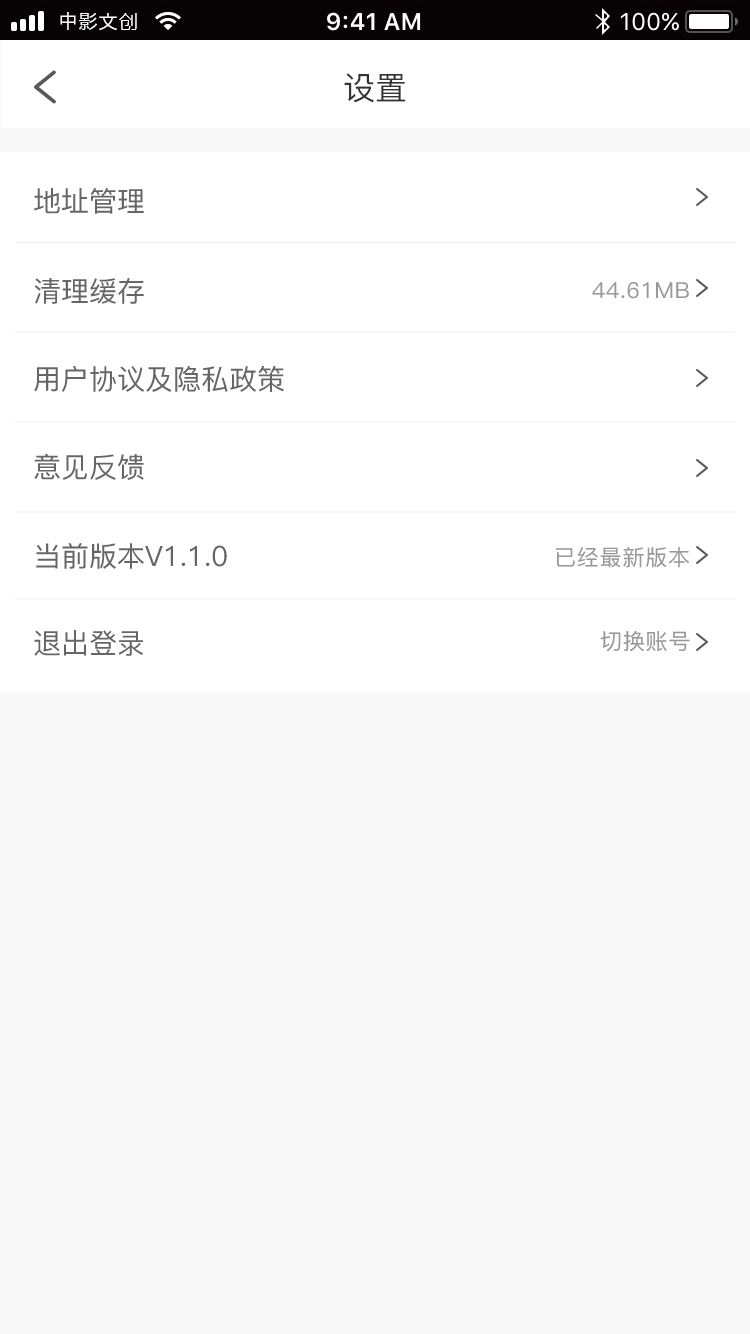 中影文创 9:41 AM 100%
设置
地址管理
清理缓存 44.61MB
用户协议及隐私政策
意见反馈
当前版本V1.1.0 已经最新版本
退出登录 切换账号